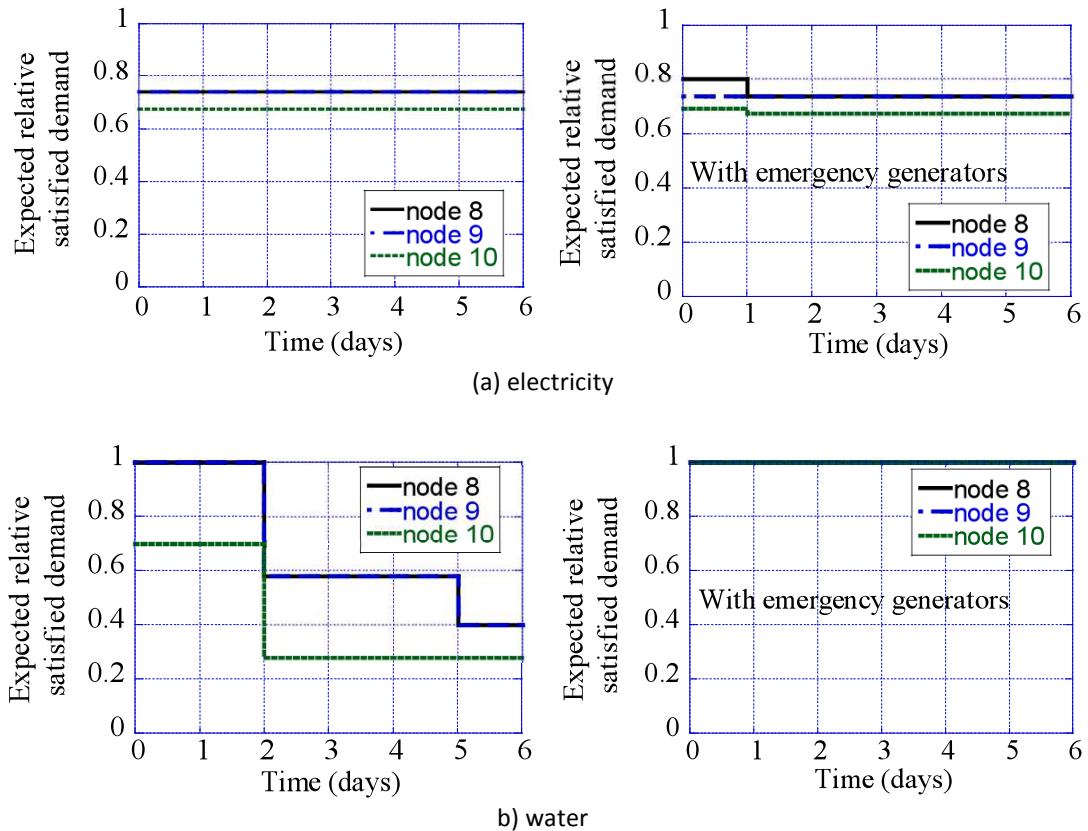 Expected relative
satisfied demand
1
0.8
0.6
0.4
0.2
0
node 8
node 9
node 10
0 1 2 3 4 5 6
Time (days)
Expected relative
satisfied demand
1
0.8
0.6
0.4
0.2
0
With emergency generators
node 8
node 9
node 10
0 1 2 3 4 5 6
Time (days)
(a) electricity
Expected relative
satisfied demand
1
0.8
0.6
0.4
0.2
0
node 8
node 9
node 10
0 1 2 3 4 5 6
Time (days)
Expected relative
satisfied demand
1
0.8
0.6
0.4
0.2
0
node 8
node 9
node 10
With emergency generators
0 1 2 3 4 5 6
Time (days)
b) water